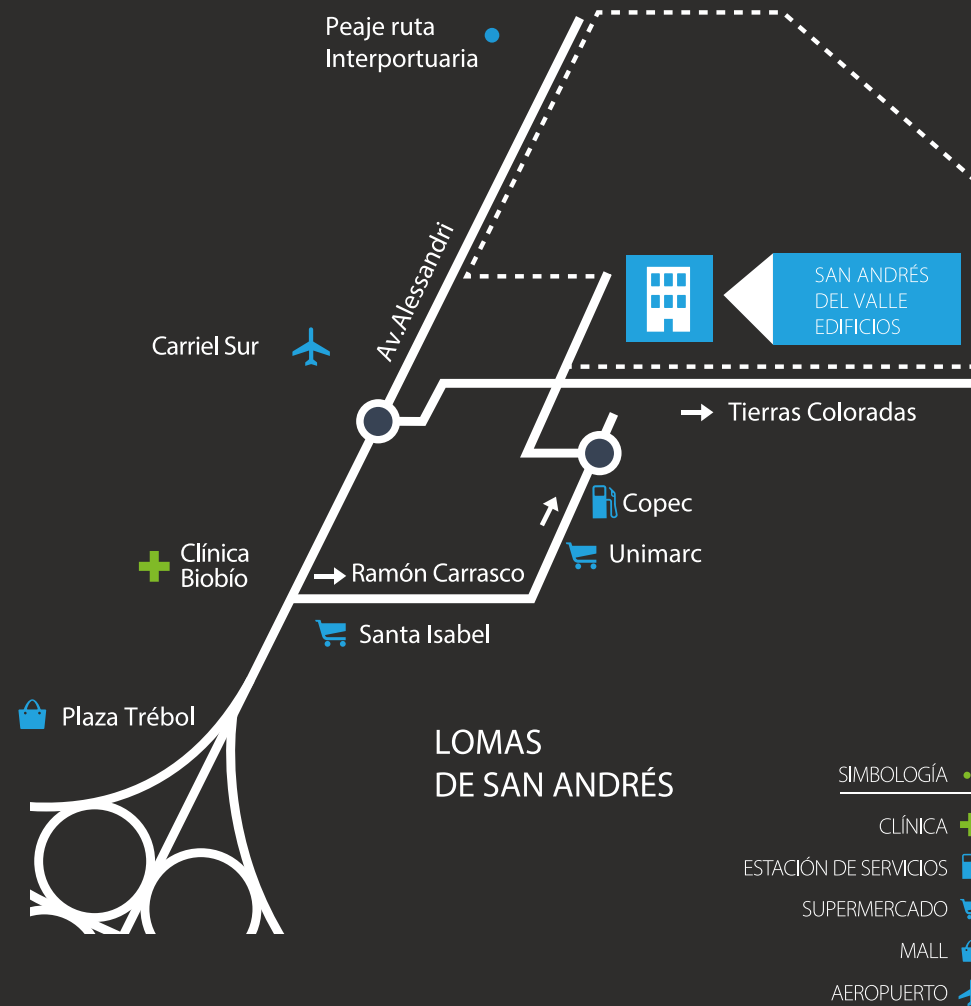 Peaje ruta
Interportuaria
Av.Alessandri
SAN ANDRÉS
DEL VALLE
EDIFICIOS
Carriel Sur
Tierras Coloradas
Copec
Unimarc
Clínica
Biobío
Ramón Carrasco
Santa Isabel
Plaza Trébol
LOMAS
DE SAN ANDRÉS
SIMBOLOGÍA
CLÍNICA
ESTACIÓN DE SERVICIOS
SUPERMERCADO
MALL
AEROPUERTO